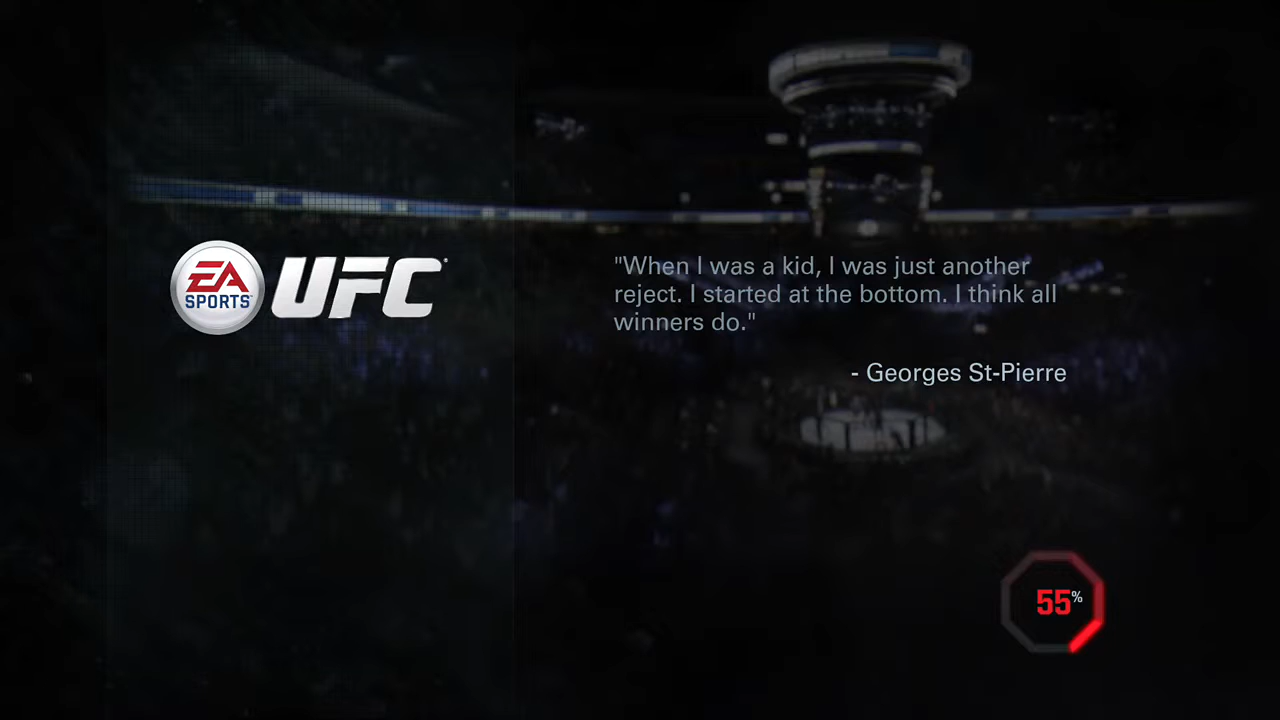 EA
SPORTS
UFC
"When I was a kid, I was just another
reject. I started at the bottom. I think all
winners do."
- Georges St-Pierre
55%